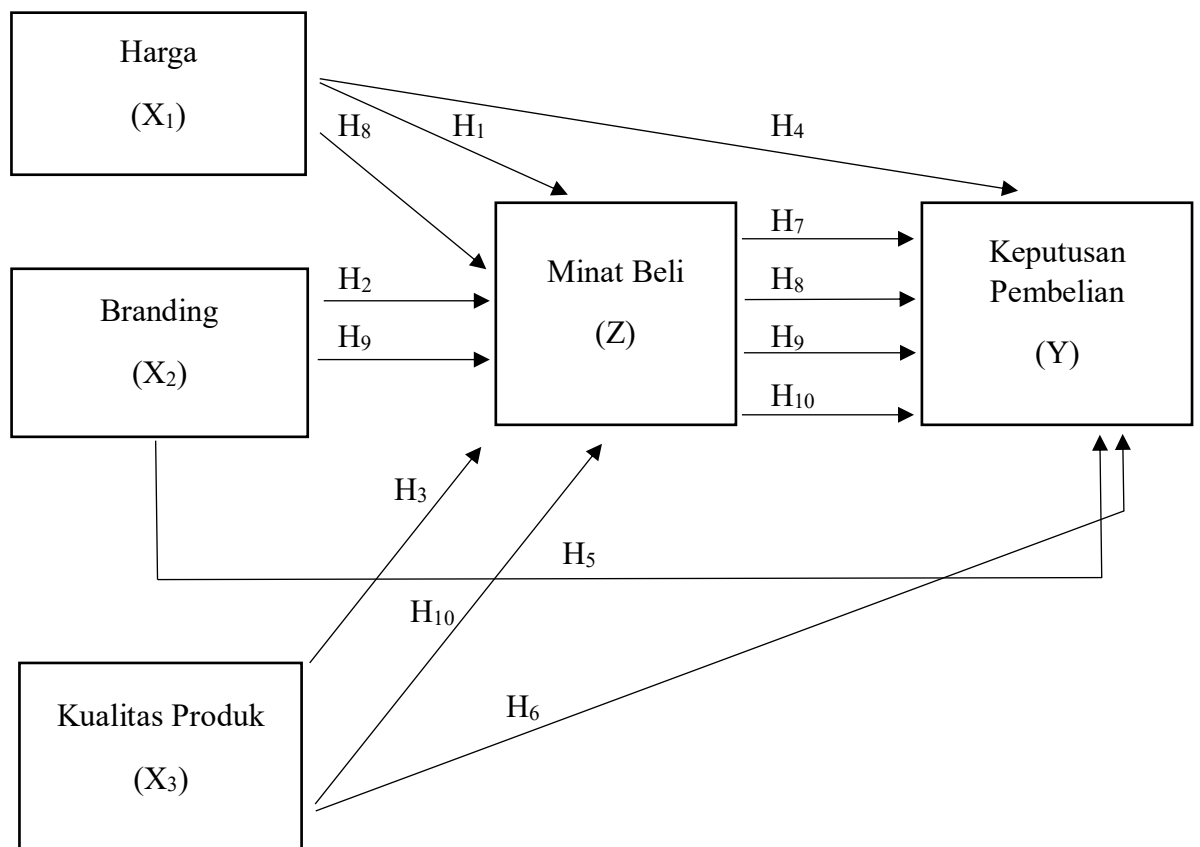 Harga
(X₁)
H₈
H₁
H₄
Branding
(X₂)
H₂
H₉
Minat Beli
(Z)
H₇
H₈
H₉
H₁₀
Keputusan
Pembelian
(Y)
H₃
H₅
H₁₀
H₆
Kualitas Produk
(X₃)